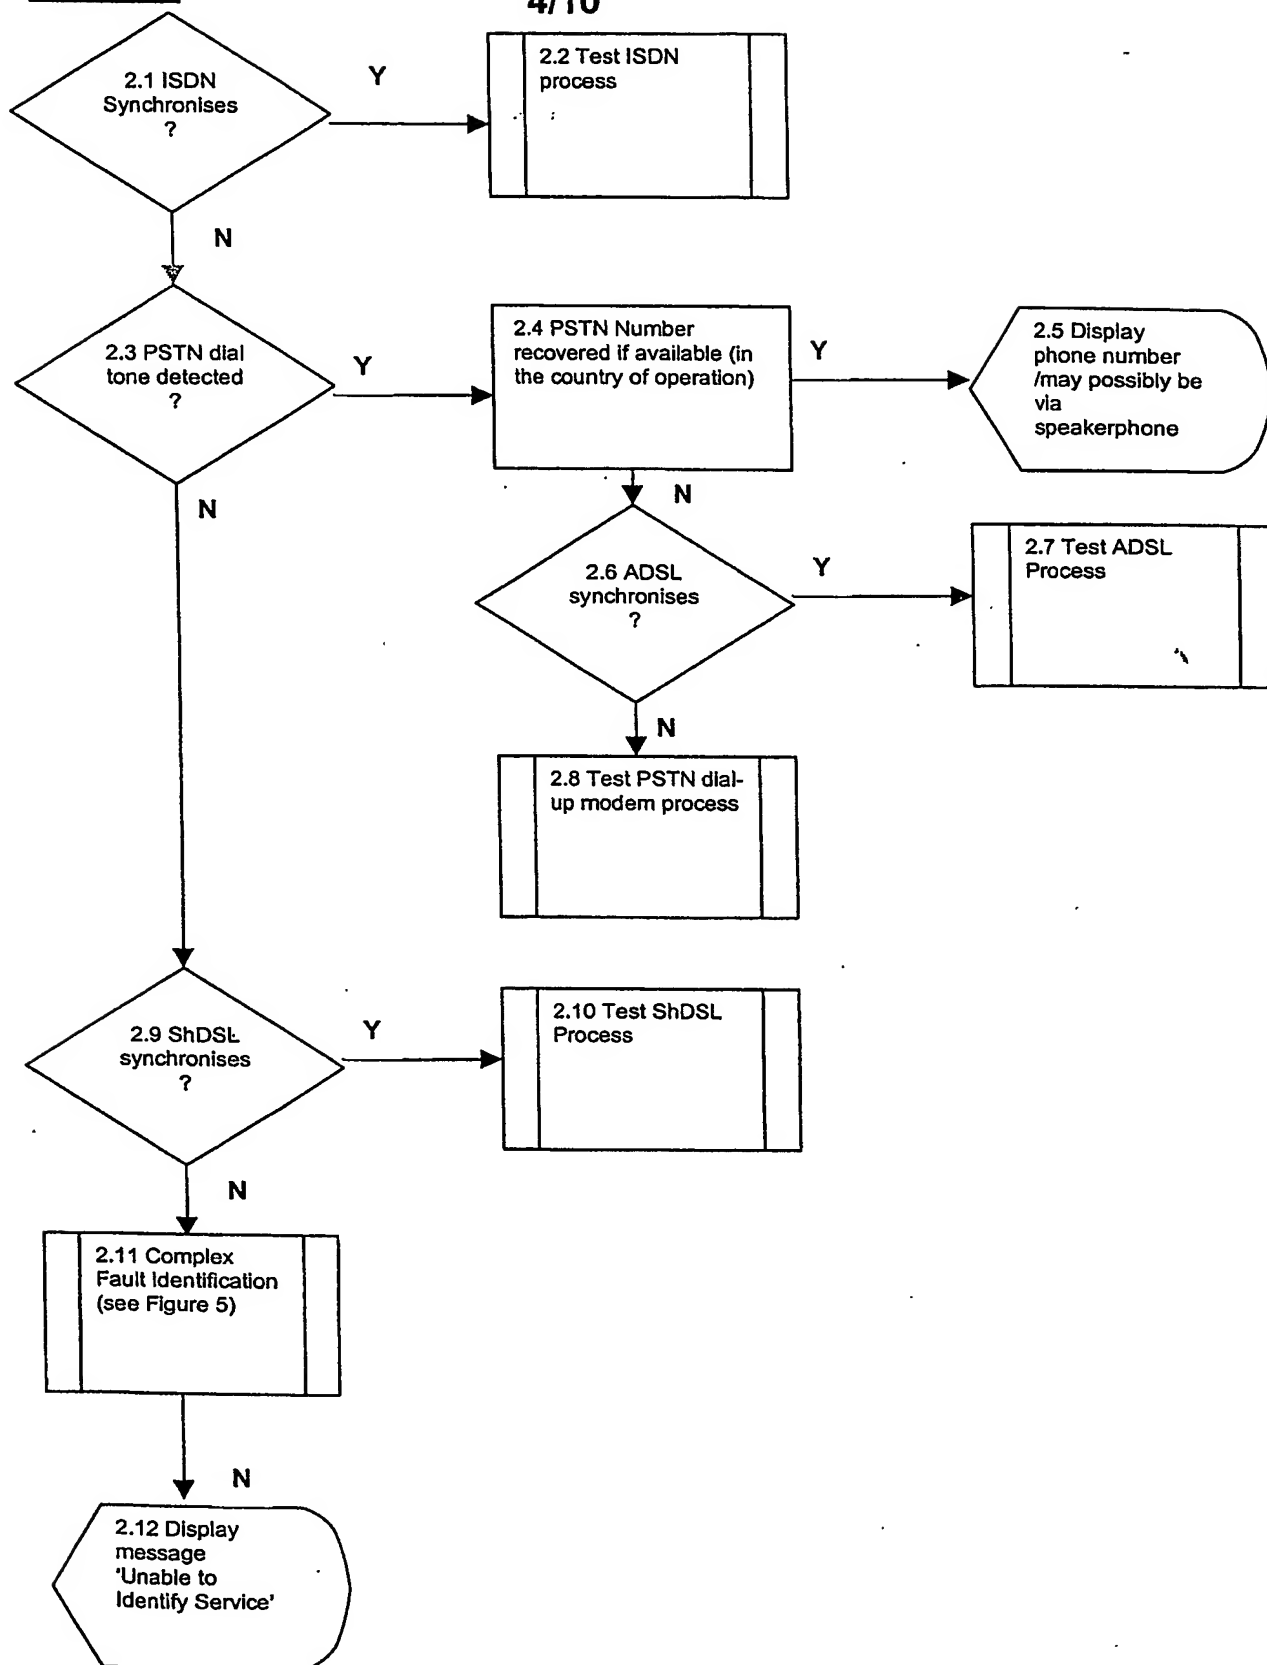 4/10
2.1 ISDN
Synchronises
?
Y
2.2 Test ISDN
process
N
2.3 PSTN dial
tone detected
?
Y
2.4 PSTN Number
recovered if available (in
the country of operation)
Y
2.5 Display
phone number
/may possibly be
via
speakerphone
N
N
2.6 ADSL
synchronises
?
Y
2.7 Test ADSL
Process
N
2.8 Test PSTN dial-
up modem process
2.9 ShDSL
synchronises
?
Y
2.10 Test ShDSL
Process
N
2.11 Complex
Fault Identification
(see Figure 5)
N
2.12 Display
message
'Unable to
Identify Service'